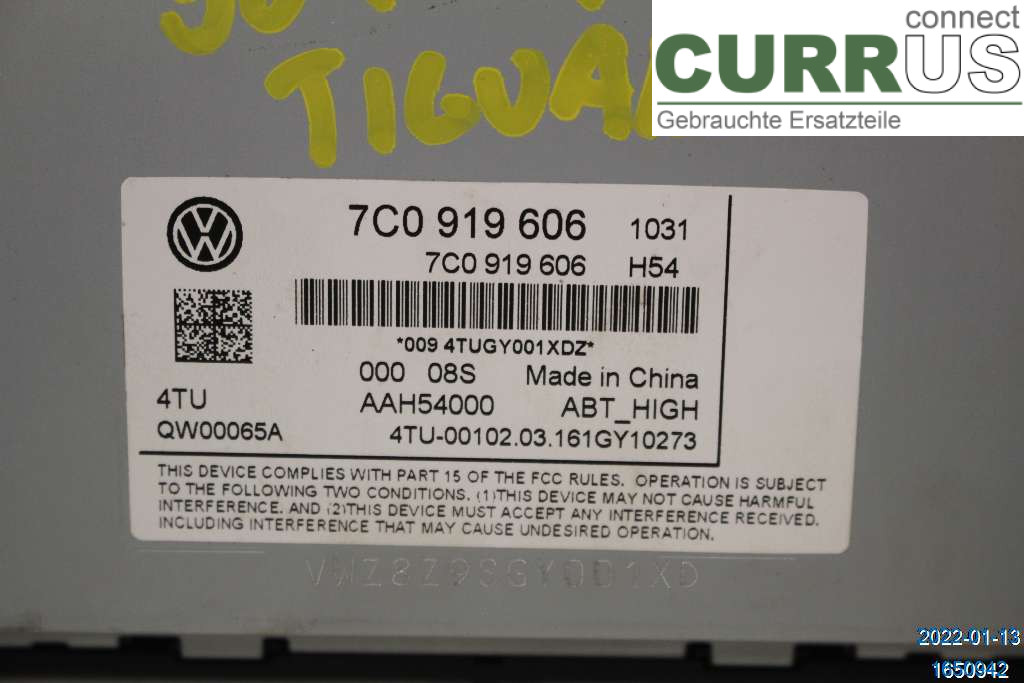 connect
CURRUS
Gebrauchte Ersatzteile
7C0 919 606 1031
7C0 919 606 H54
*009 4TUGY001XDZ*
000 08S Made in China
4TU AAH54000 ABT_HIGH
QW00065A 4TU-00102.03.161GY10273
THIS DEVICE COMPLIES WITH PART 15 OF THE FCC RULES. OPERATION IS SUBJECT
TO THE FOLLOWING TWO CONDITIONS. (1)THIS DEVICE MAY NOT CAUSE HARMFUL
INTERFERENCE. AND (2)THIS DEVICE MUST ACCEPT ANY INTERFERENCE RECEIVED.
INCLUDING INTERFERENCE THAT MAY CAUSE UNDESIRED OPERATION.
2022-01-13
1650942